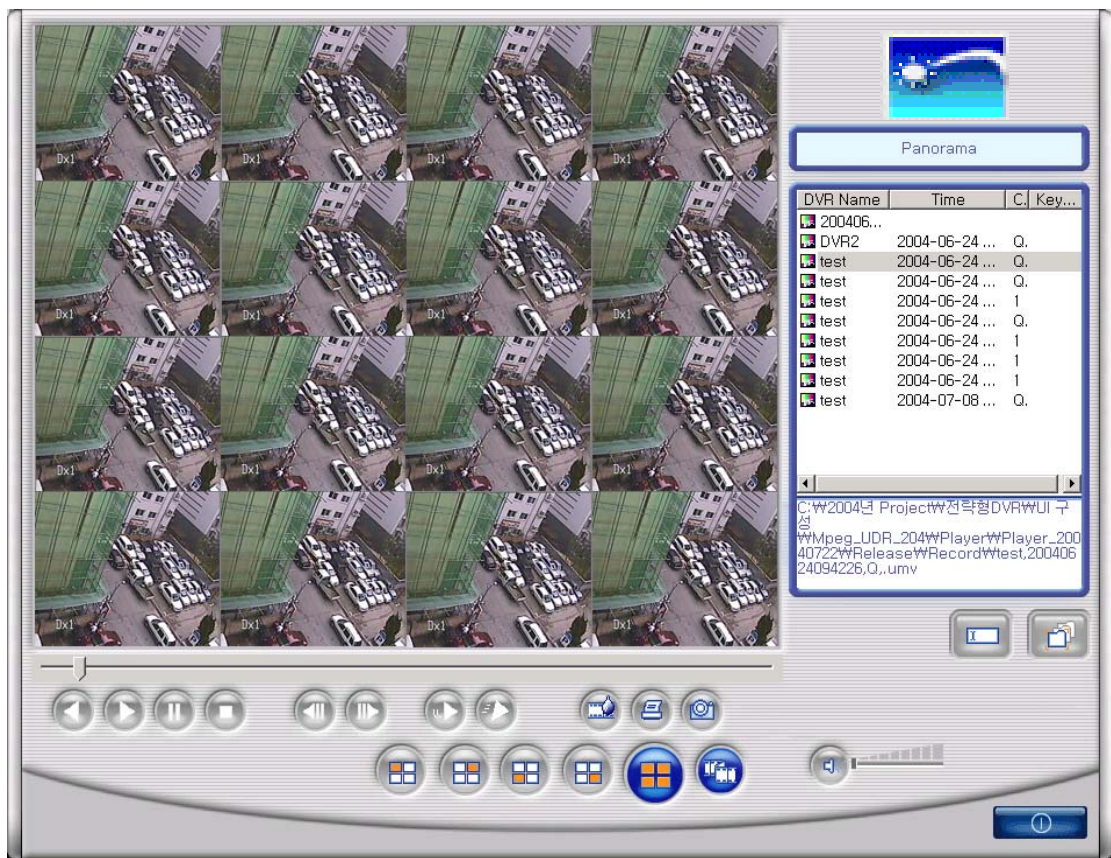 Dx1 Dx1 Dx1 Dx1
Dx1 Dx1 Dx1 Dx1
Dx1 Dx1 Dx1 Dx1
Dx1 Dx1 Dx1 Dx1
Panorama
DVR Name Time C. Key...
200406...
DVR2 2004-06-24 ... Q.
test 2004-06-24 ... Q.
test 2004-06-24 ... Q.
test 2004-06-24 ... 1
test 2004-06-24 ... Q.
test 2004-06-24 ... 1
test 2004-06-24 ... 1
test 2004-06-24 ... 1
test 2004-07-08 ... Q.
C:₩2004년 Project₩전략형DVR₩UI 구
성
₩Mpeg_UDR_204₩Player₩Player_200
40722₩Release₩Record₩test,200406
24094226,Q,.umv